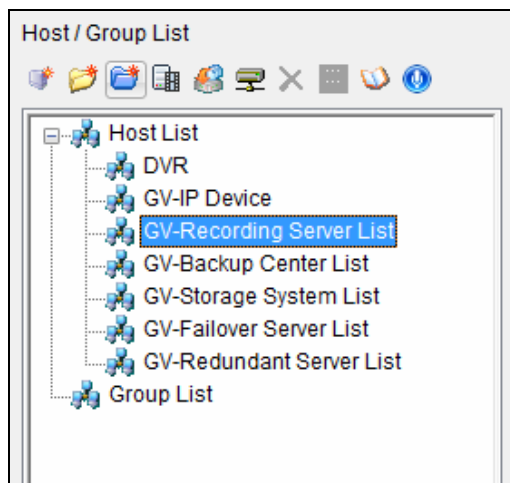 Host / Group List
Host List
DVR
GV-IP Device
GV-Recording Server List
GV-Backup Center List
GV-Storage System List
GV-Failover Server List
GV-Redundant Server List
Group List